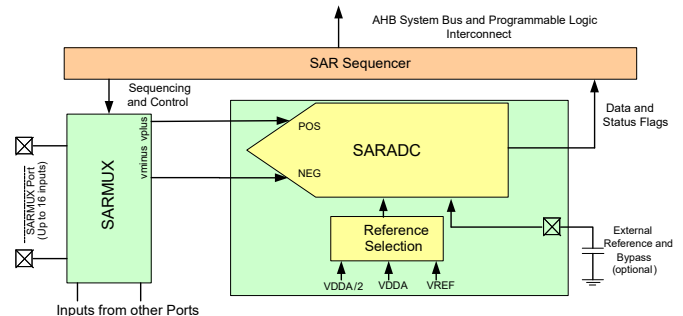 AHB System Bus and Programmable Logic
Interconnect
SAR Sequencer
Sequencing
and Control
Data and
Status Flags
vminus vplus
POS
NEG
SARADC
SARMUX
SARMUX Port
(Up to 16 inputs)
Reference
Selection
External
Reference and
Bypass
(optional)
VDDA/2
VDDA
VREF
Inputs from other Ports